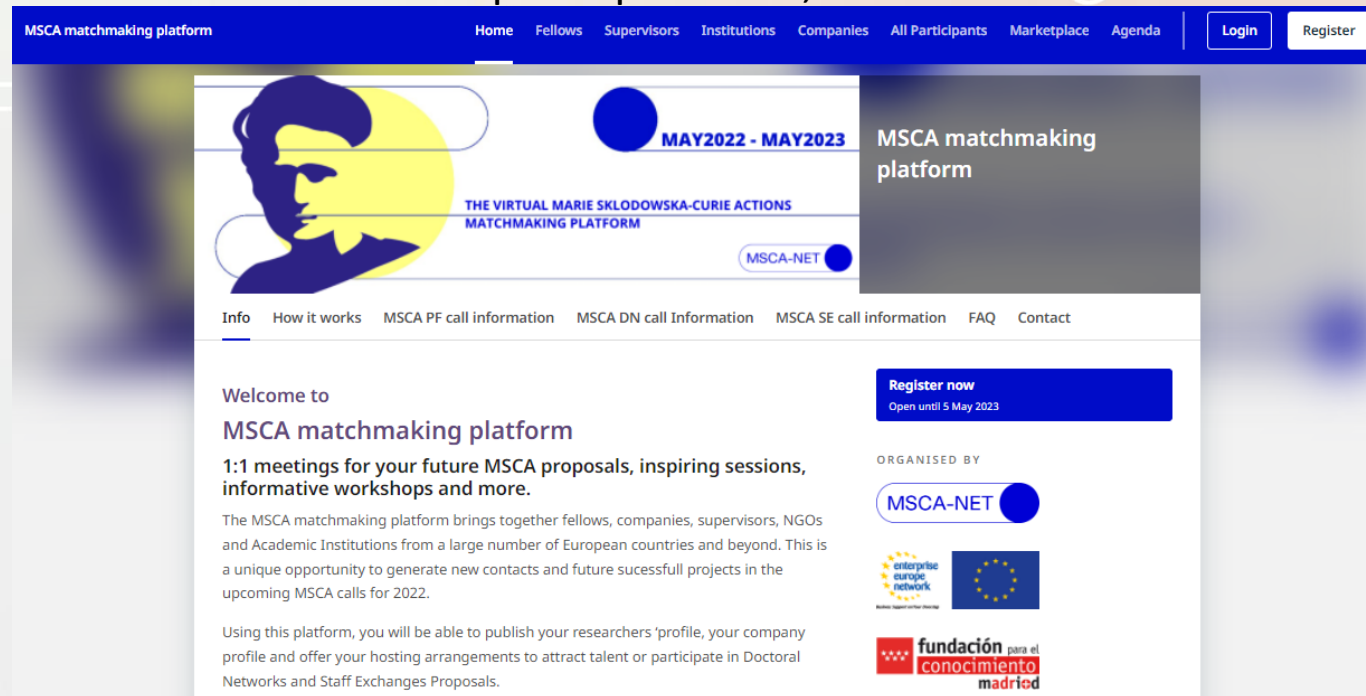 MSCA matchmaking platform
Home Fellows Supervisors Institutions Companies All Participants Marketplace Agenda Login Register
MAY2022 - MAY2023
THE VIRTUAL MARIE SKLODOWSKA-CURIE ACTIONS
MATCHMAKING PLATFORM
MSCA-NET
MSCA matchmaking
platform
Info How it works MSCA PF call information MSCA DN call Information MSCA SE call information FAQ Contact
Welcome to
MSCA matchmaking platform
1:1 meetings for your future MSCA proposals, inspiring sessions,
informative workshops and more.
The MSCA matchmaking platform brings together fellows, companies, supervisors, NGOs
and Academic Institutions from a large number of European countries and beyond. This is
a unique opportunity to generate new contacts and future sucessfull projects in the
upcoming MSCA calls for 2022.
Using this platform, you will be able to publish your researchers ‘profile, your company
profile and offer your hosting arrangements to attract talent or participate in Doctoral
Networks and Staff Exchanges Proposals.
Register now
Open until 5 May 2023
ORGANISED BY
MSCA-NET
enterprise
europe
network
Business Support on Your Doorstep
fundación para el
conocimiento
madri+d